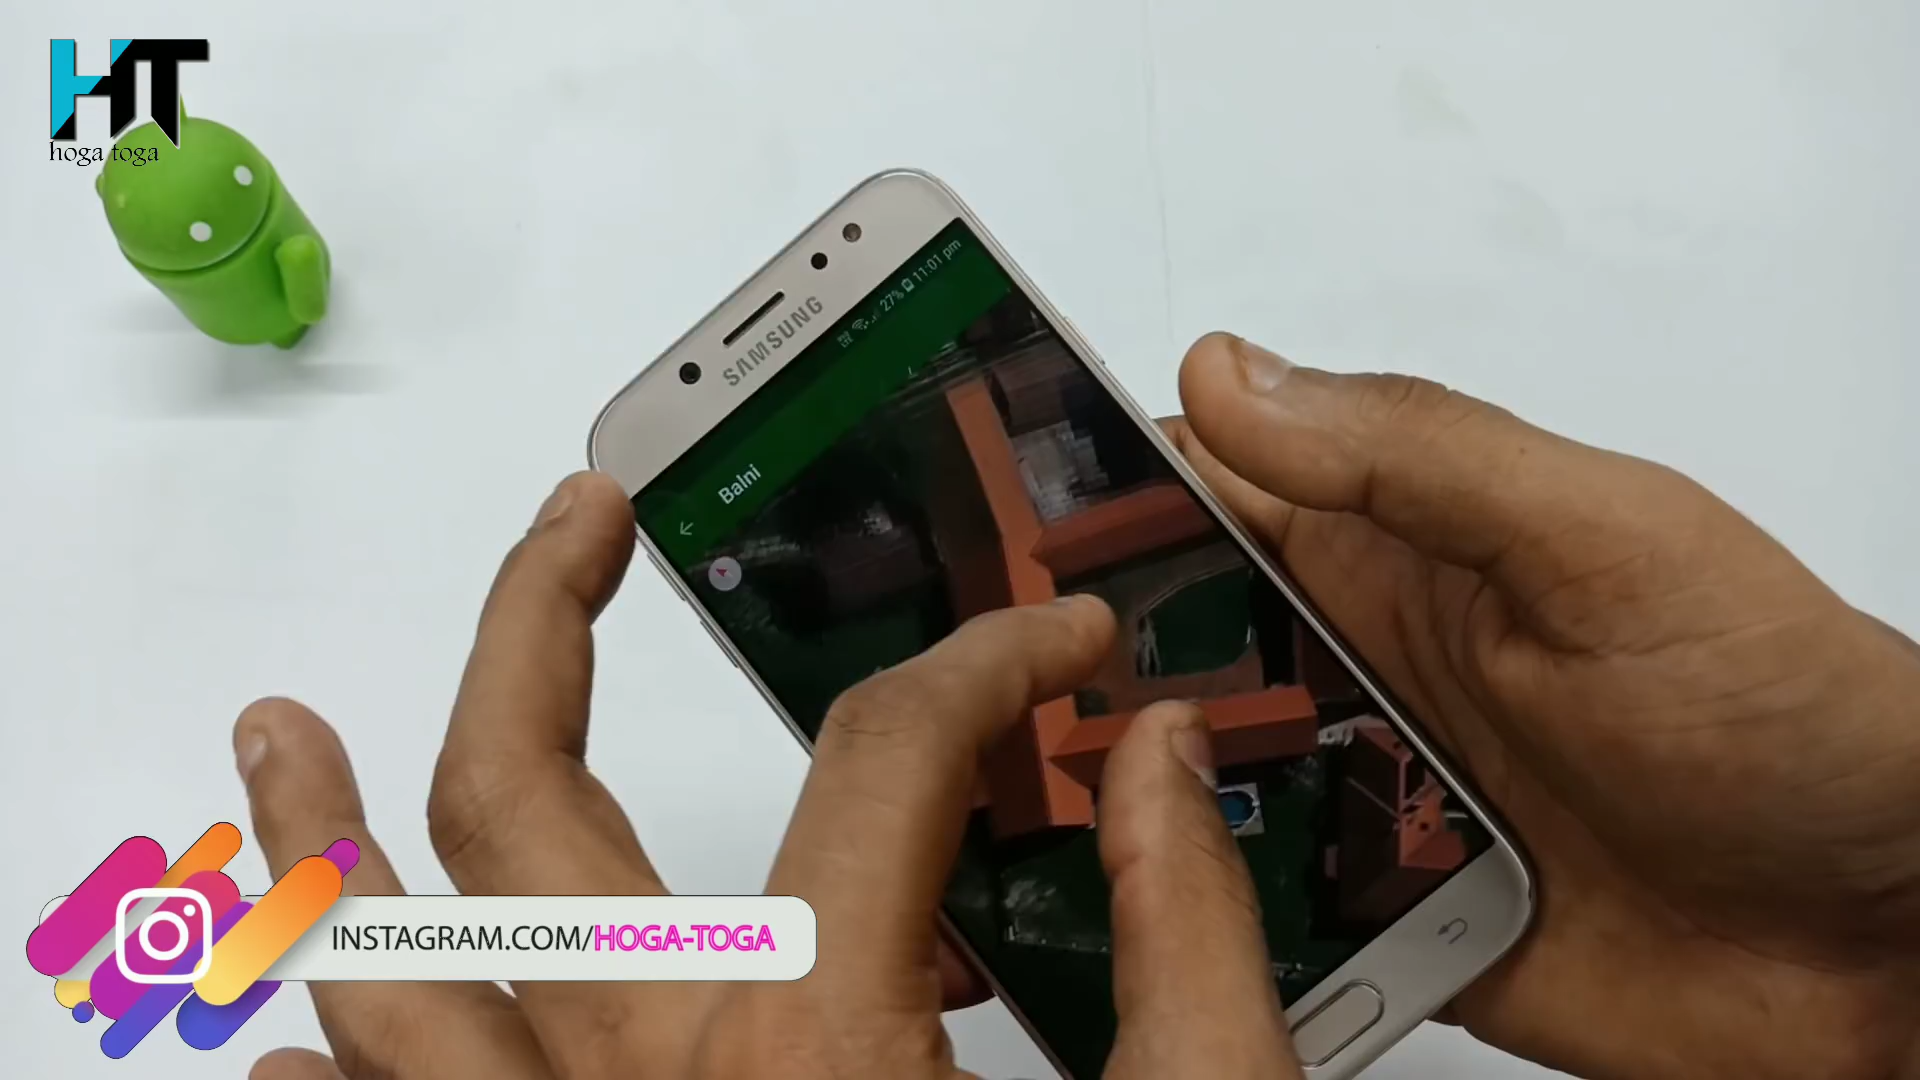 HT
hoga toga
SAMSUNG
27% 11:01 pm
Balni
INSTAGRAM.COM/HOGA-TOGA